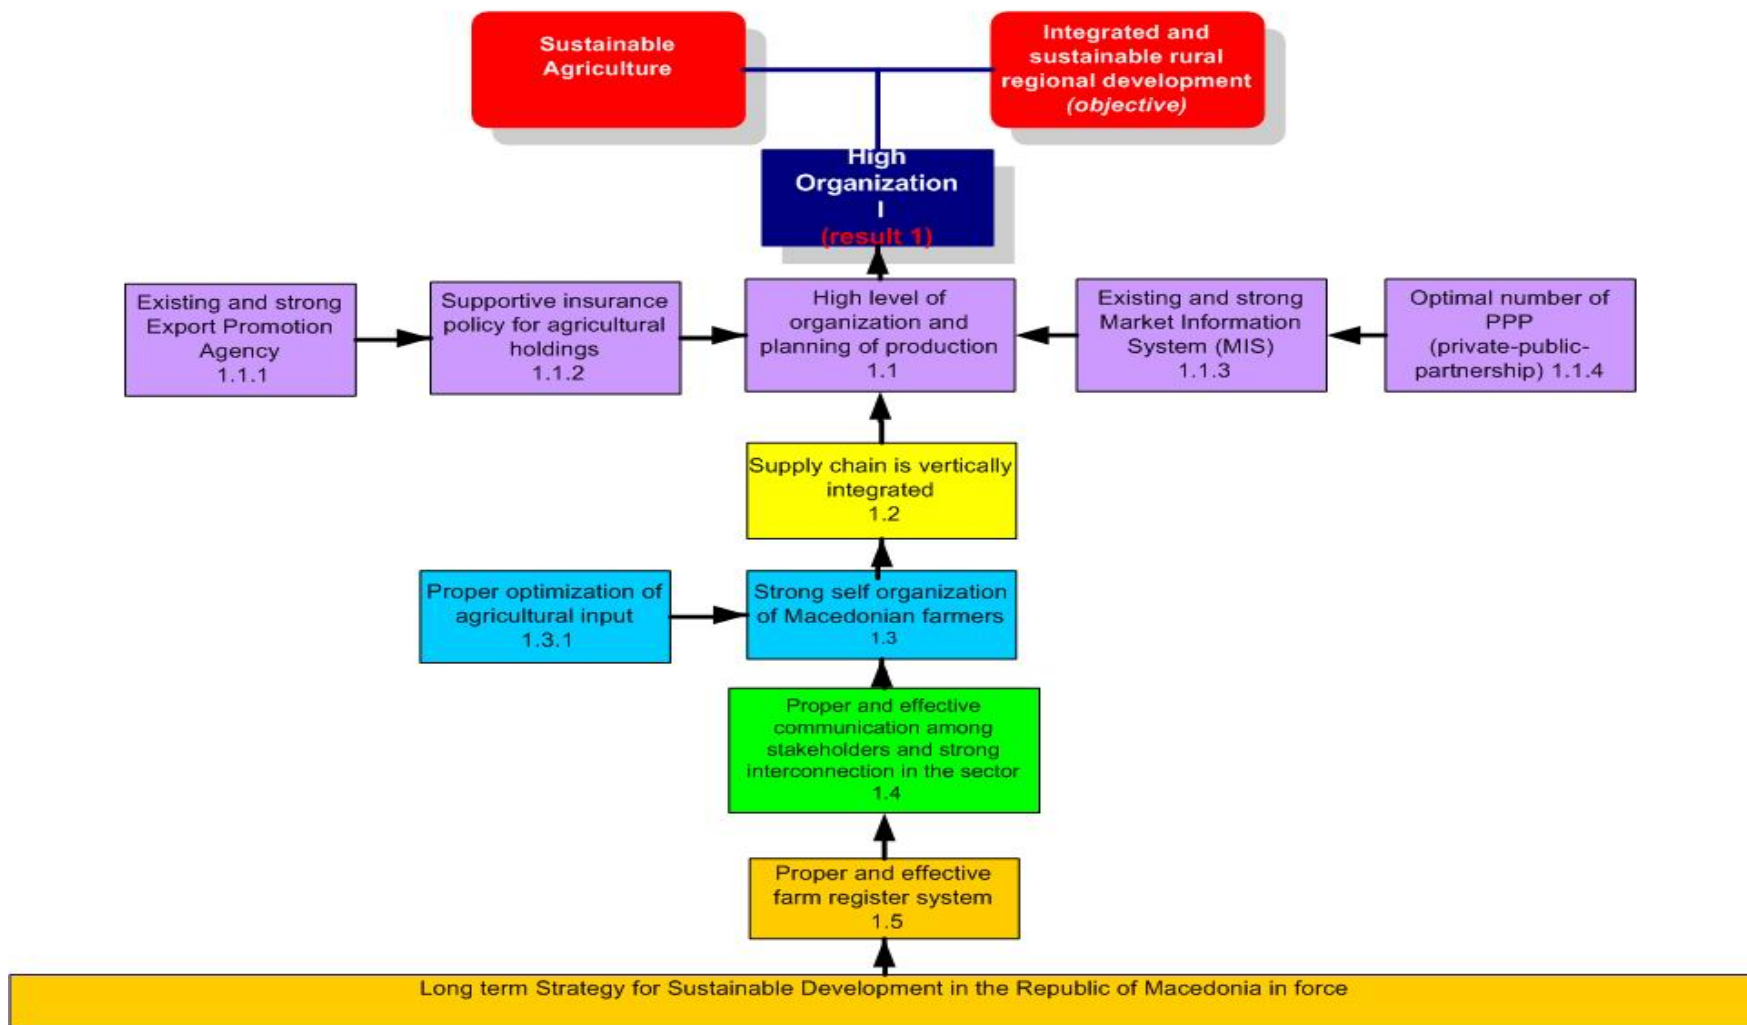 Sustainable
Agriculture
Integrated and
sustainable rural
regional development
(objective)
High
Organization
I
(result 1)
Existing and strong
Export Promotion
Agency
1.1.1
Supportive insurance
policy for agricultural
holdings
1.1.2
High level of
organization and
planning of production
1.1
Existing and strong
Market Information
System (MIS)
1.1.3
Optimal number of
PPP
(private-public-
partnership) 1.1.4
Supply chain is vertically
integrated
1.2
Proper optimization of
agricultural input
1.3.1
Strong self organization
of Macedonian farmers
1.3
Proper and effective
communication among
stakeholders and strong
interconnection in the sector
1.4
Proper and effective
farm register system
1.5
Long term Strategy for Sustainable Development in the Republic of Macedonia in force